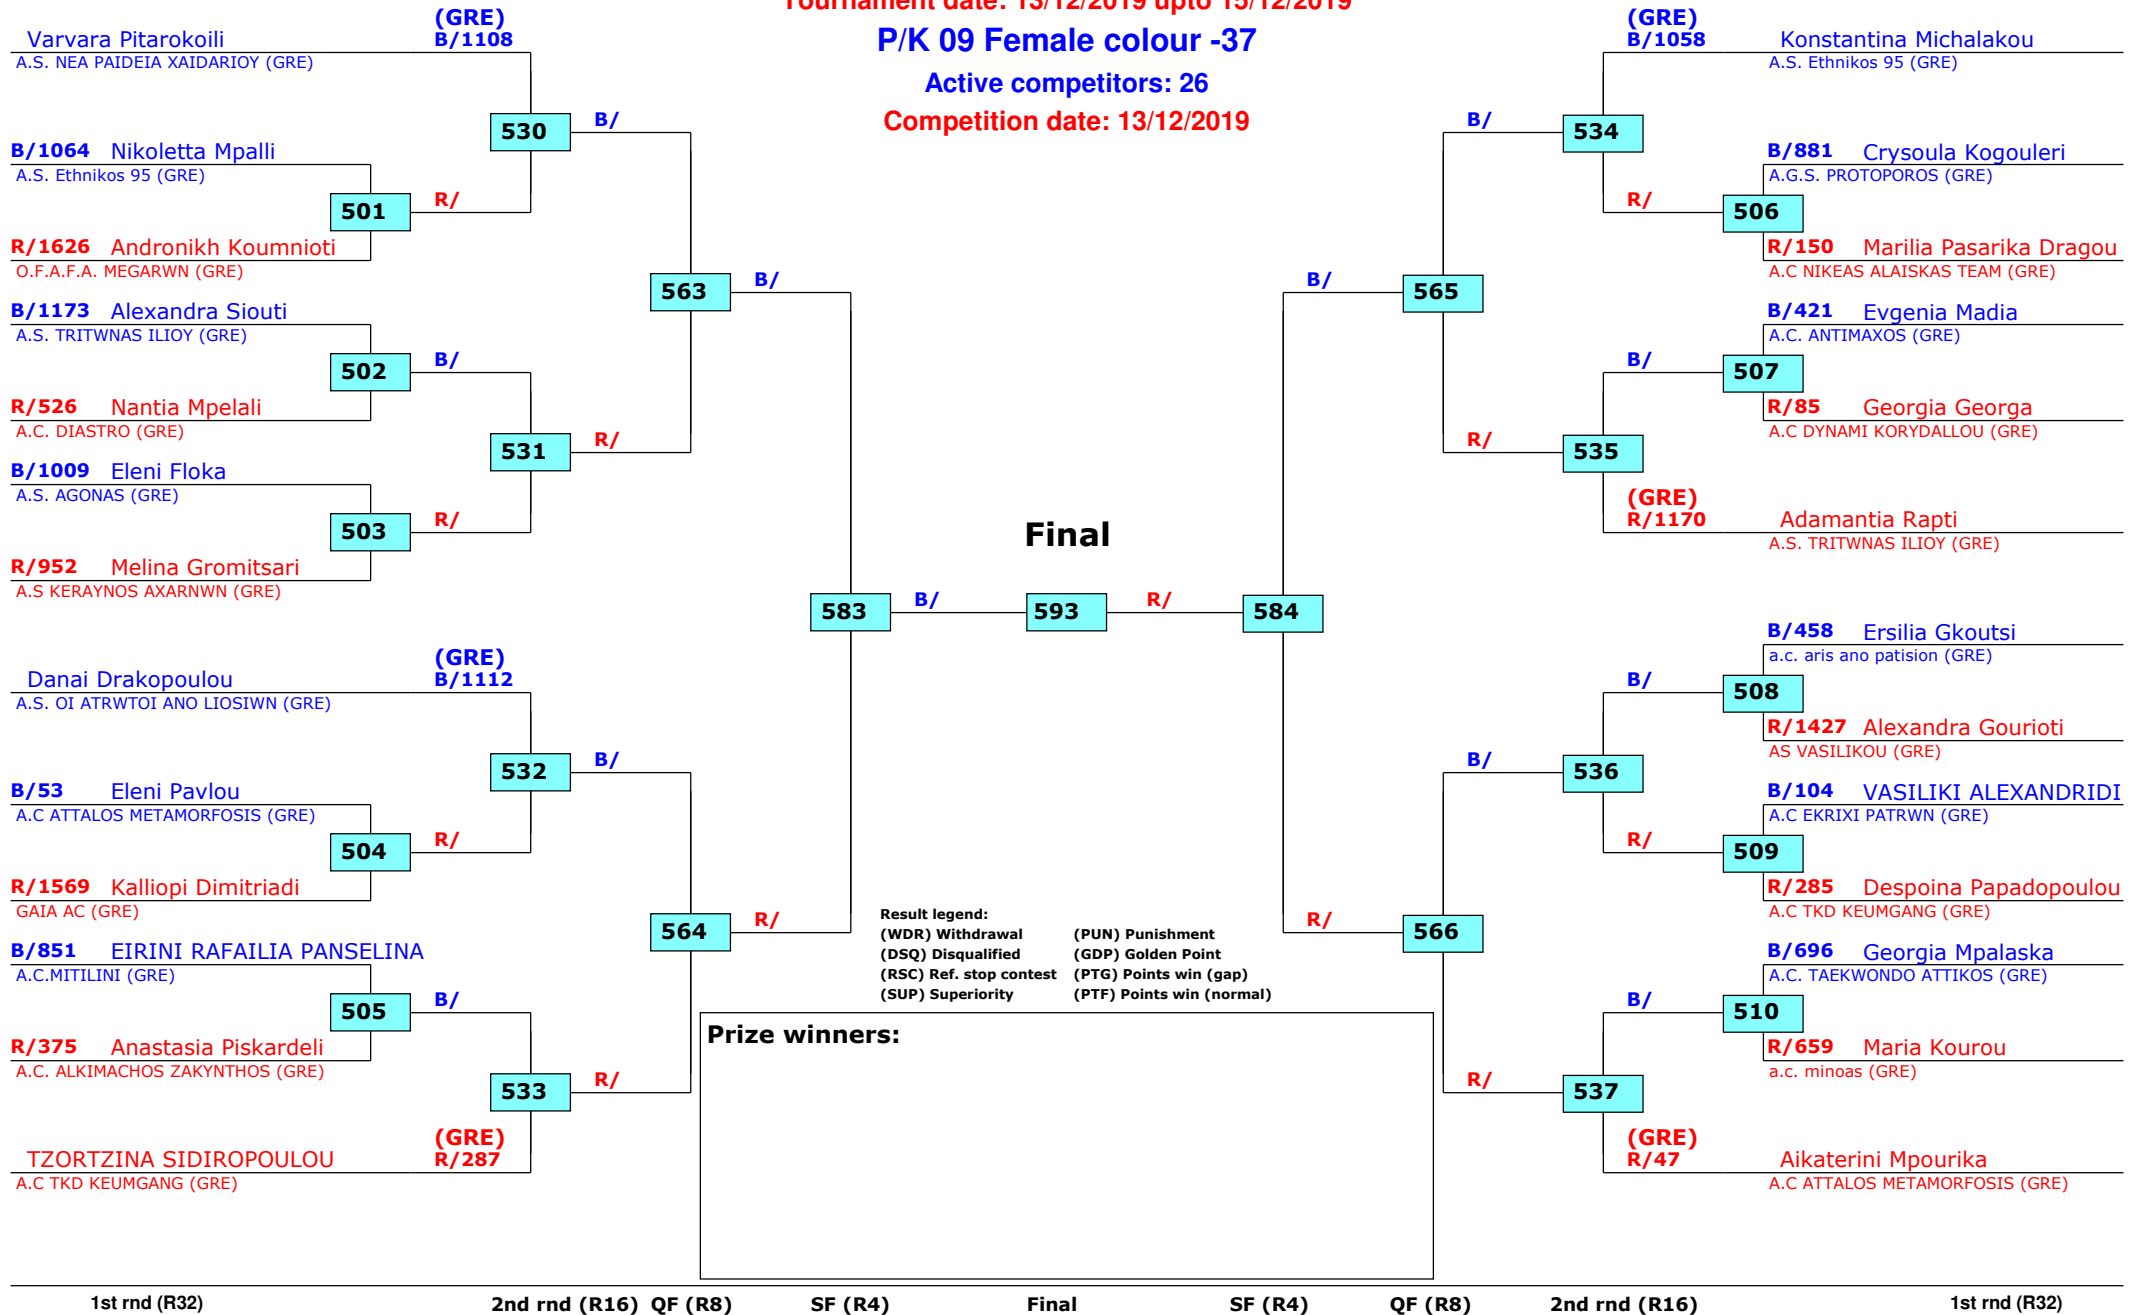 Tournament date: 13/12/2019 upto 15/12/2019
P/K 09 Female colour -37
Active competitors: 26
Competition date: 13/12/2019
(GRE)
Varvara Pitarokoili B/1108
A.S. NEA PAIDEIA XAIDARIOY (GRE)
530 B/
B/1064 Nikoletta Mpalli
A.S. Ethnikos 95 (GRE)
501 R/
R/1626 Andronikh Koumnioti
O.F.A.F.A. MEGARWN (GRE)
563 B/
B/1173 Alexandra Siouti
A.S. TRITWNAS ILIOY (GRE)
502 B/
R/526 Nantia Mpelali
A.C. DIASTRO (GRE)
531 R/
B/1009 Eleni Floka
A.S. AGONAS (GRE)
503 R/
R/952 Melina Gromitsari
A.S KERAYNOS AXARNWN (GRE)
583 B/
(GRE)
Danai Drakopoulou B/1112
A.S. OI ATRWTOI ANO LIOSIWN (GRE)
532 B/
B/53 Eleni Pavlou
A.C ATTALOS METAMORFOSIS (GRE)
504 R/
R/1569 Kalliopi Dimitriadi
GAIA AC (GRE)
564 R/
B/851 EIRINI RAFAILIA PANSELINA
A.C.MITILINI (GRE)
505 B/
R/375 Anastasia Piskardeli
A.C. ALKIMACHOS ZAKYNTHOS (GRE)
533 R/
(GRE)
TZORTZINA SIDIROPOULOU R/287
A.C TKD KEUMGANG (GRE)
Final
593
(GRE)
B/1058 Konstantina Michalakou
A.S. Ethnikos 95 (GRE)
B/ 534
B/881 Crysoula Kogouleri
A.G.S. PROTOPOROS (GRE)
R/ 506
R/150 Marilia Pasarika Dragou
A.C NIKEAS ALAISKAS TEAM (GRE)
B/ 565
B/421 Evgenia Madia
A.C. ANTIMAXOS (GRE)
B/ 507
R/85 Georgia Georga
A.C DYNAMI KORYDALLOU (GRE)
R/ 535
(GRE)
R/1170 Adamantia Rapti
A.S. TRITWNAS ILIOY (GRE)
R/ 584
B/458 Ersilia Gkoutsi
a.c. aris ano patision (GRE)
B/ 508
R/1427 Alexandra Gourioti
AS VASILIKOU (GRE)
B/ 536
B/104 VASILIKI ALEXANDRIDI
A.C EKRIXI PATRWN (GRE)
R/ 509
R/285 Despoina Papadopoulou
A.C TKD KEUMGANG (GRE)
R/ 566
B/696 Georgia Mpalaska
A.C. TAEKWONDO ATTIKOS (GRE)
B/ 510
R/659 Maria Kourou
a.c. minoas (GRE)
R/ 537
(GRE)
R/47 Aikaterini Mpourika
A.C ATTALOS METAMORFOSIS (GRE)
Result legend:
(WDR) Withdrawal (PUN) Punishment
(DSQ) Disqualified (GDP) Golden Point
(RSC) Ref. stop contest (PTG) Points win (gap)
(SUP) Superiority (PTF) Points win (normal)
Prize winners:
1st rnd (R32) 2nd rnd (R16) QF (R8) SF (R4) Final SF (R4) QF (R8) 2nd rnd (R16) 1st rnd (R32)